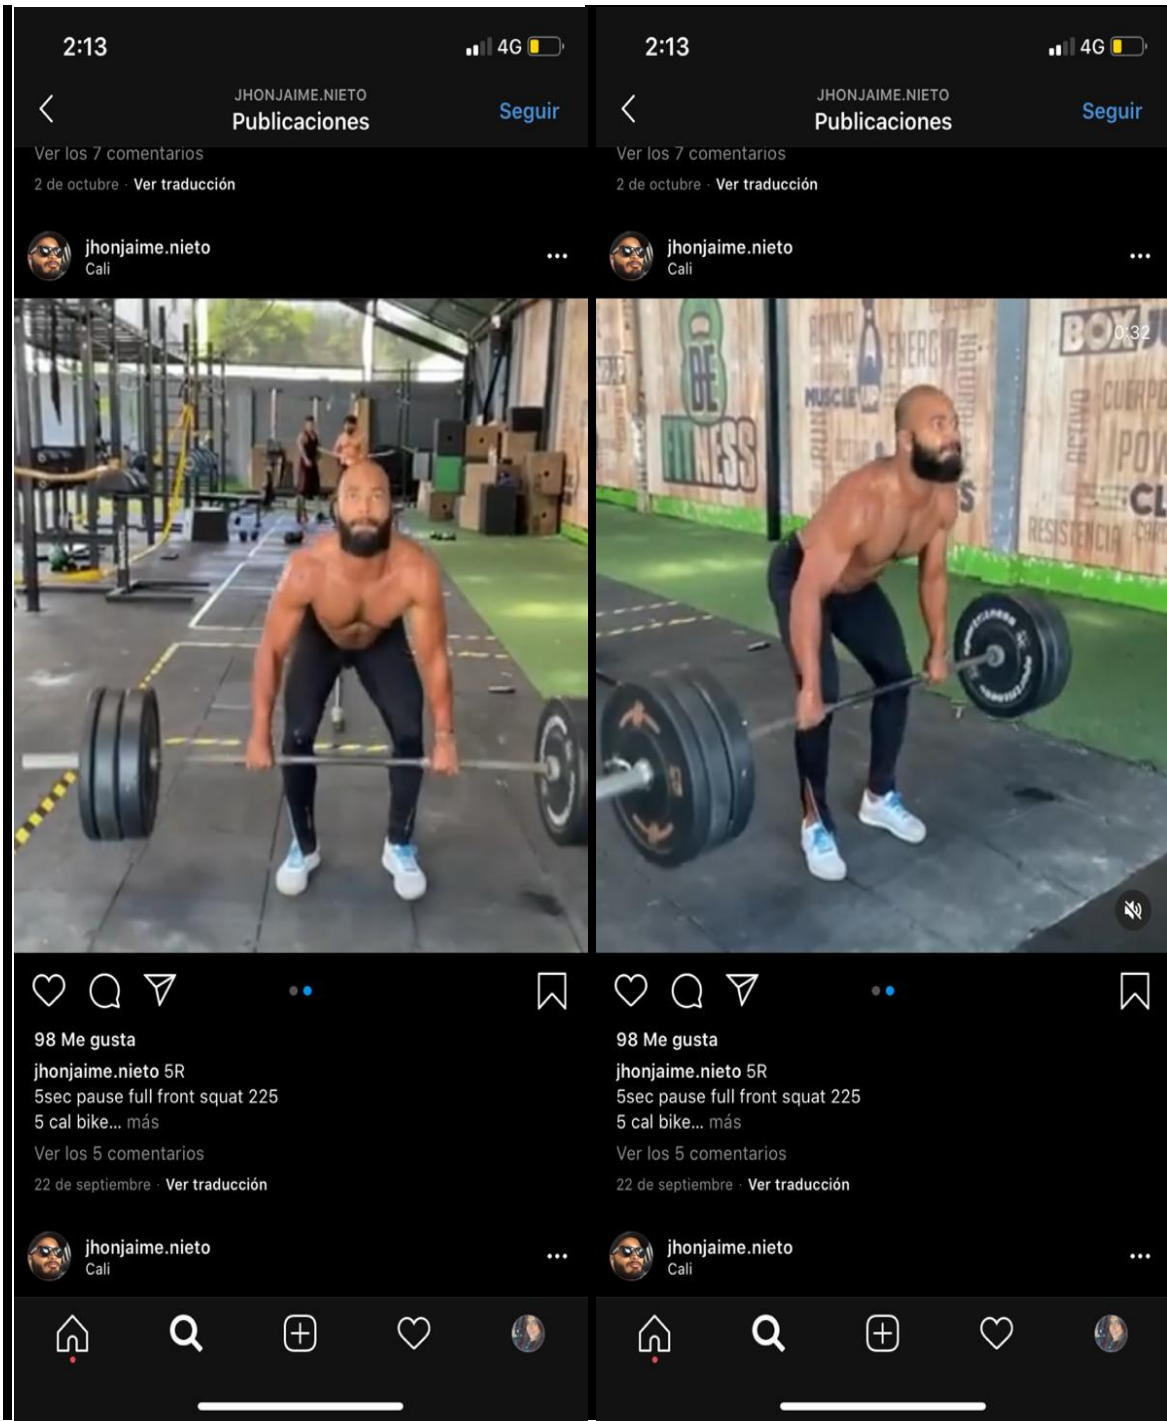 2:13
4G
JHONJAIME.NIETO
Publicaciones
Seguir
Ver los 7 comentarios
2 de octubre · Ver traducción
jhonjaime.nieto
Cali
98 Me gusta
jhonjaime.nieto 5R
5sec pause full front squat 225
5 cal bike... más
Ver los 5 comentarios
22 de septiembre · Ver traducción
jhonjaime.nieto
Cali
2:13
4G
JHONJAIME.NIETO
Publicaciones
Seguir
Ver los 7 comentarios
2 de octubre · Ver traducción
jhonjaime.nieto
Cali
0:32
BE
FITNESS
MUSCLE
ENERGÍA
BOX
ACTIVO
RESISTENCIA
98 Me gusta
jhonjaime.nieto 5R
5sec pause full front squat 225
5 cal bike... más
Ver los 5 comentarios
22 de septiembre · Ver traducción
jhonjaime.nieto
Cali